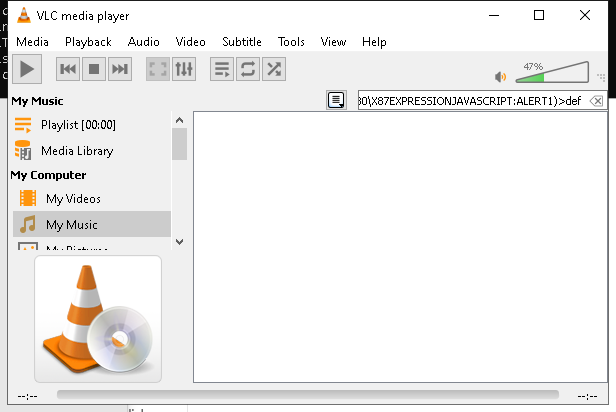 VLC media player
Media Playback Audio Video Subtitle Tools View Help
47%
My Music
30\X87EXPRESSIONJAVASCRIPT:ALERT1)>def
Playlist [00:00]
Media Library
My Computer
My Videos
My Music
My Pictures
--:--
--:--